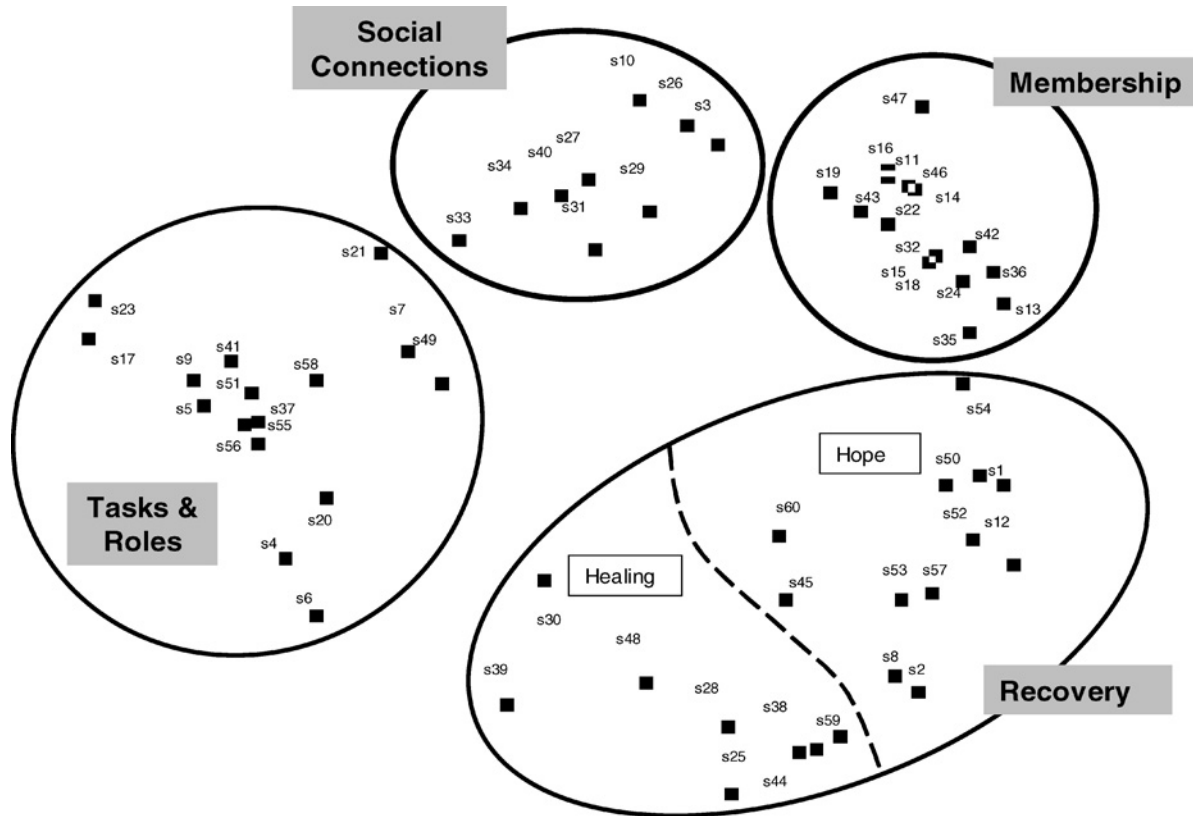 Social
Connections
s10
s26
s3
s27
s40
s34
s29
s31
s33
Membership
s47
s16
s11
s46
s19
s43
s14
s22
s42
s32
s15
s18
s24
s36
s13
s35
s21
s23
s7
s17
s41
s49
s9
s58
s51
s5
s37
s55
s56
Tasks &
Roles
s20
s4
s6
s54
Hope
s50
s1
s60
s52
s12
Healing
s45
s53
s57
s30
s48
s39
s8
s2
s28
s38
s59
Recovery
s25
s44